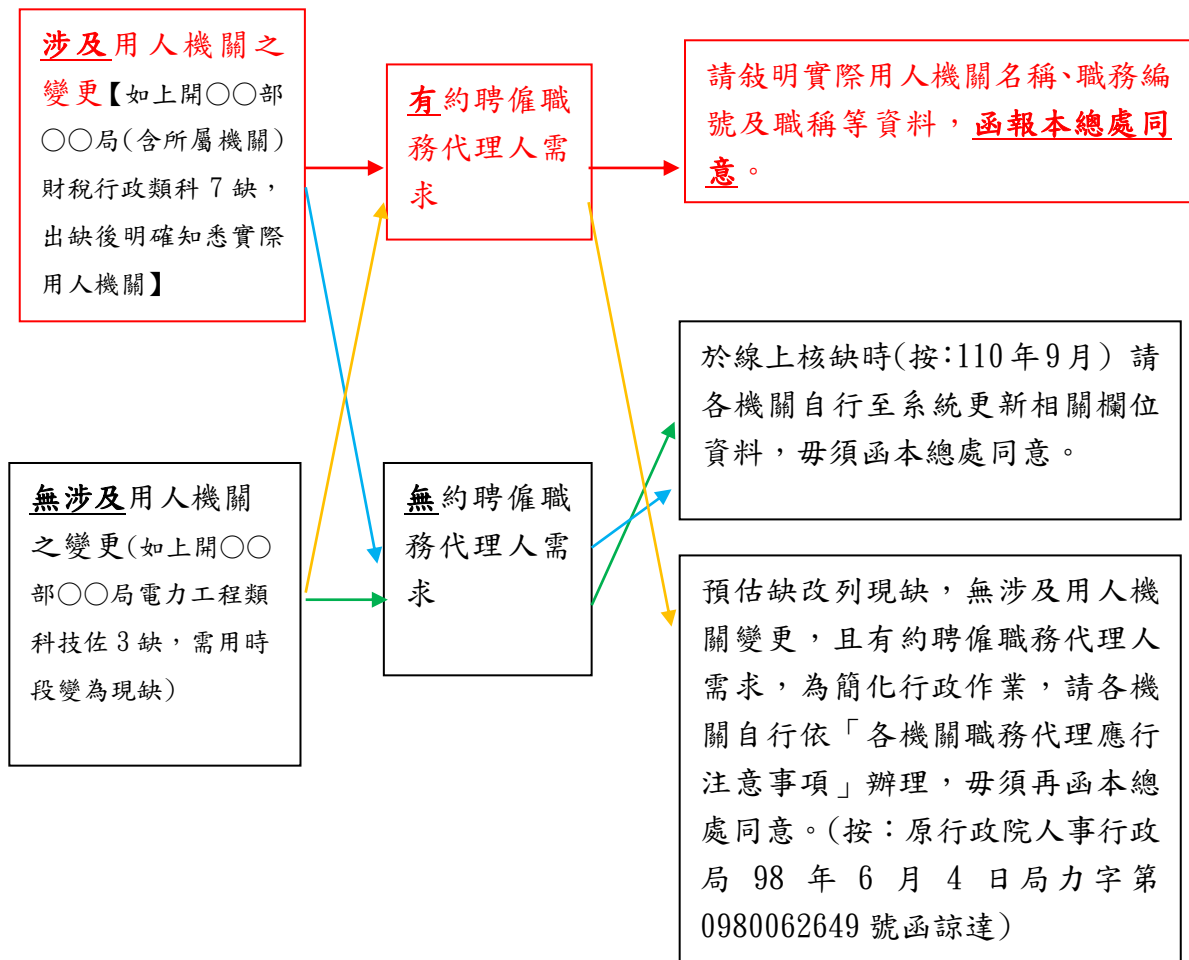 涉及用人機關之
變更【如上開○○部
○○局(含所屬機關)
財稅行政類科 7 缺，
出缺後明確知悉實際
用人機關】
有約聘僱職
務代理人需
求
請敍明實際用人機關名稱、職務編
號及職稱等資料，函報本總處同
意。
於線上核缺時(按:110年9月) 請
各機關自行至系統更新相關欄位
資料，毋須函本總處同意。
無涉及用人機關
之變更(如上開○○
部○○局電力工程類
科技佐 3 缺，需用時
段變為現缺)
無約聘僱職
務代理人需
求
預估缺改列現缺，無涉及用人機
關變更，且有約聘僱職務代理人
需求，為簡化行政作業，請各機
關自行依「各機關職務代理應行
注意事項」辦理，毋須再函本總
處同意。(按：原行政院人事行政
局 98 年 6 月 4 日局力字第
0980062649 號函諒達)